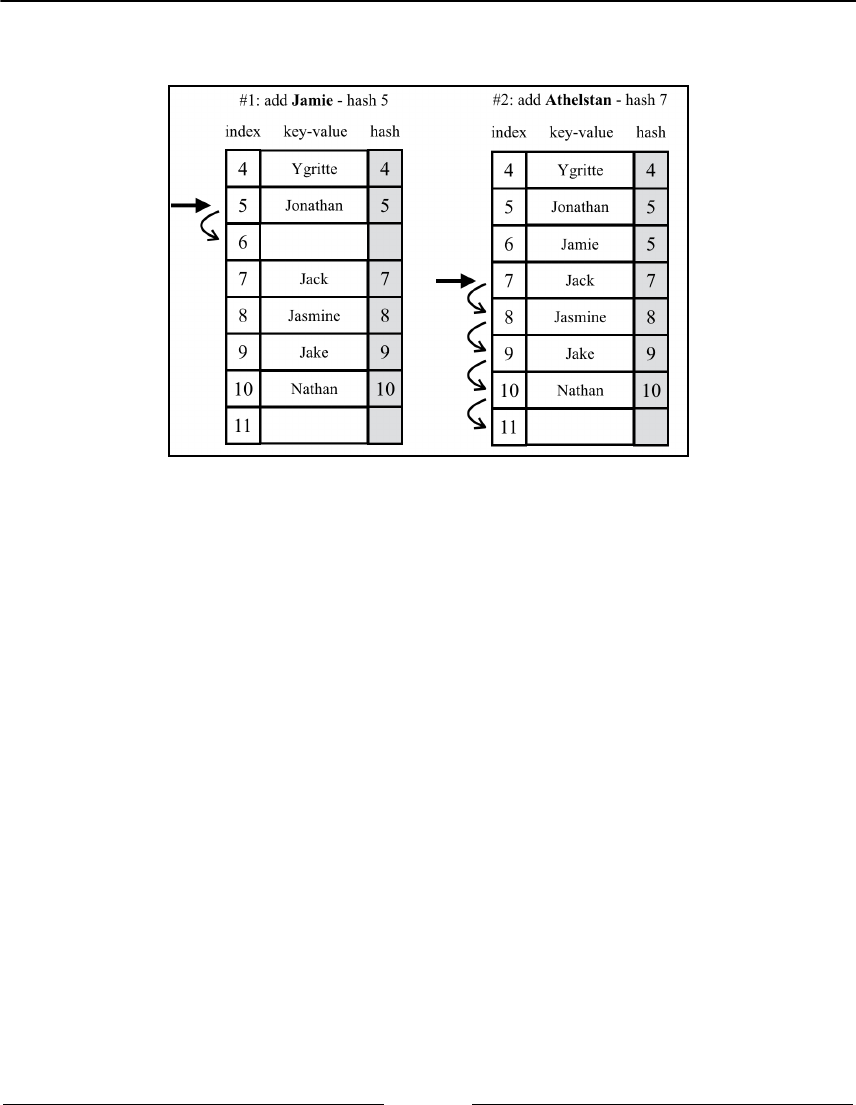 #1: add Jamie - hash 5
index key-value hash
4 Ygritte 4
5 Jonathan 5
6
7 Jack 7
8 Jasmine 8
9 Jake 9
10 Nathan 10
11
#2: add Athelstan - hash 7
index key-value hash
4 Ygritte 4
5 Jonathan 5
6 Jamie 5
7 Jack 7
8 Jasmine 8
9 Jake 9
10 Nathan 10
11